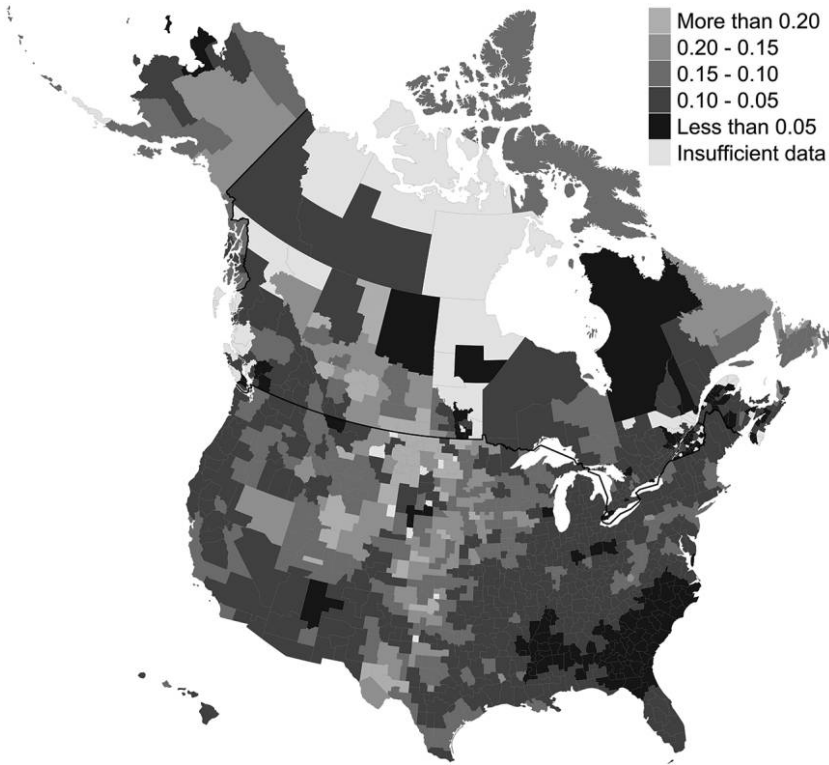 More than 0.20
0.20 - 0.15
0.15 - 0.10
0.10 - 0.05
Less than 0.05
Insufficient data